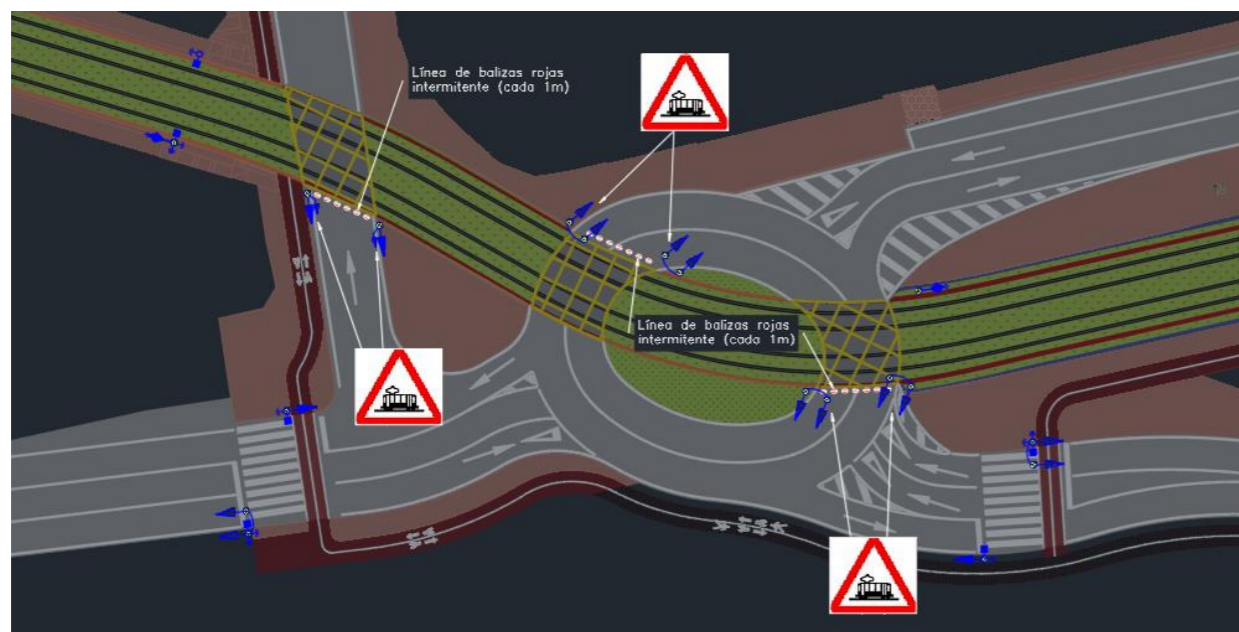 Línea de balizas rojas
intermitente (cada 1m)
Línea de balizas rojas
intermitente (cada 1m)